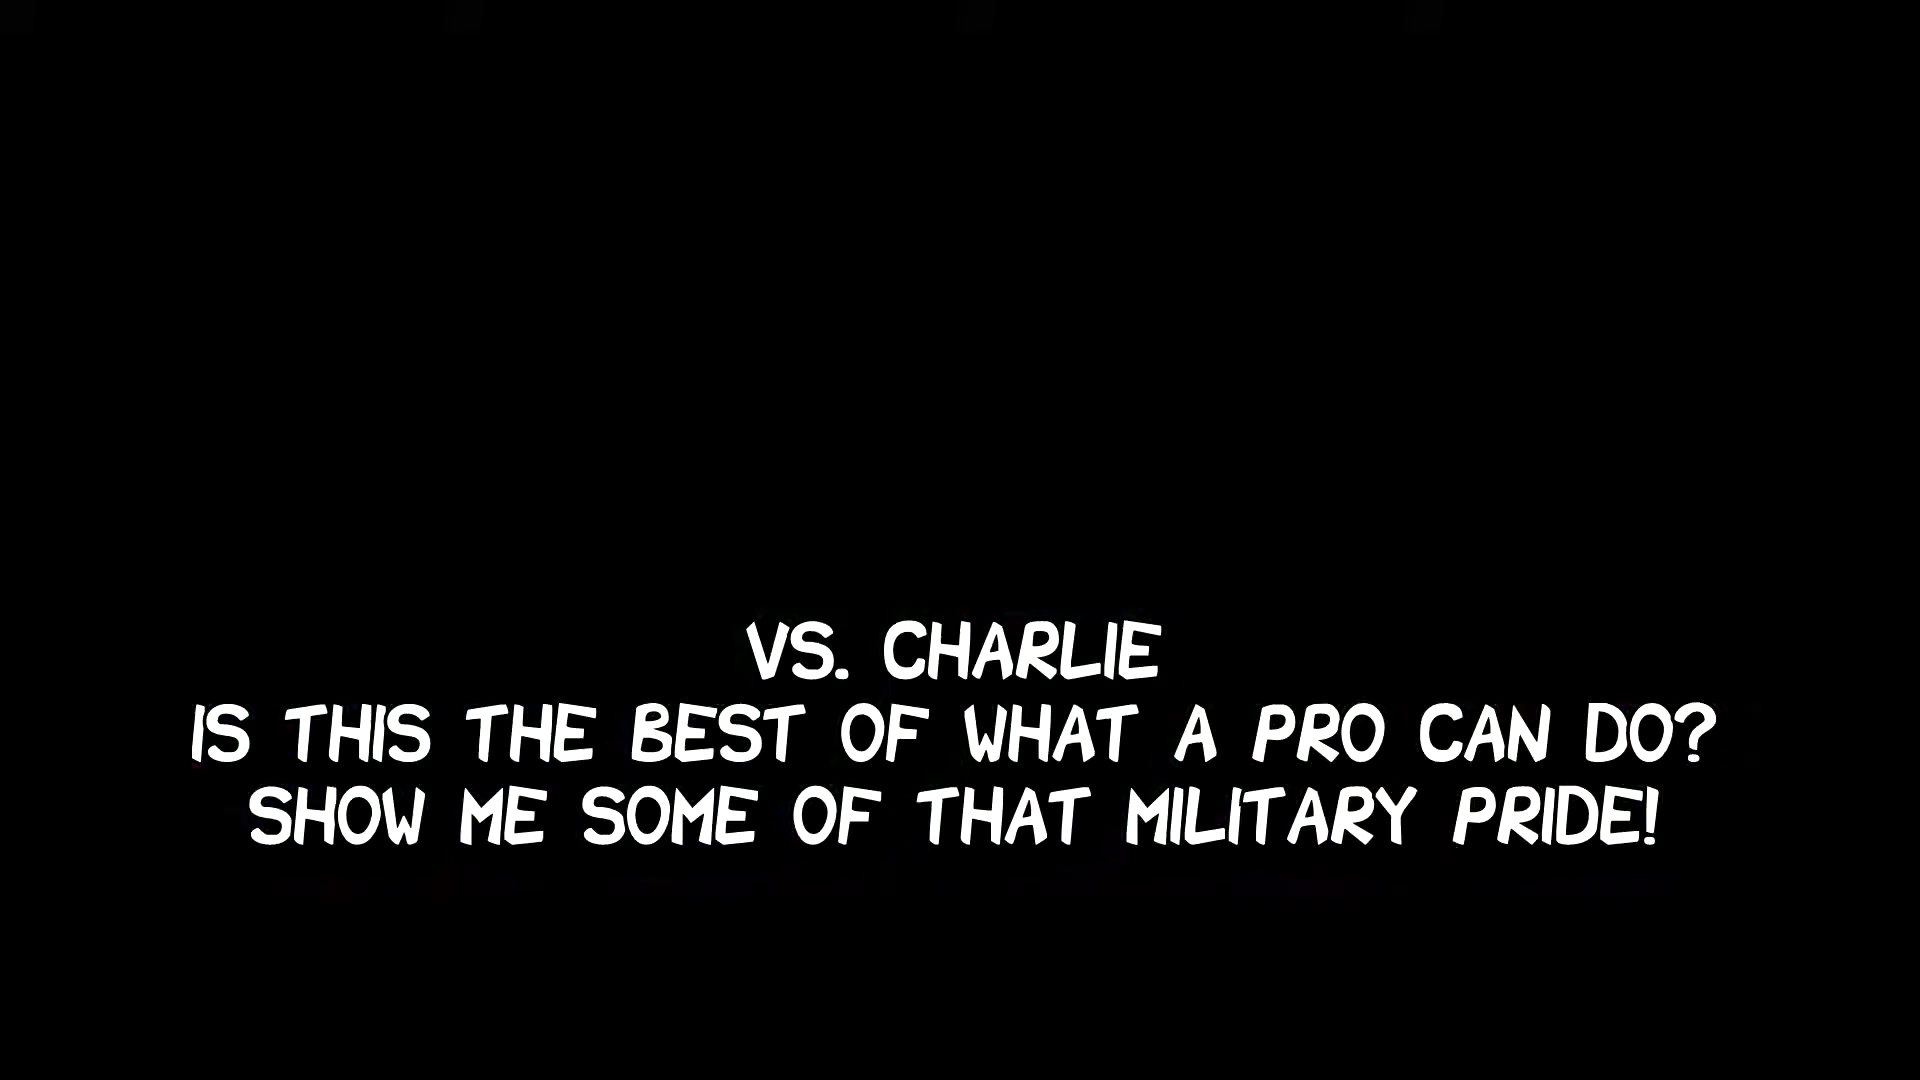 VS. CHARLIE
IS THIS THE BEST OF WHAT A PRO CAN DO?
SHOW ME SOME OF THAT MILITARY PRIDE!